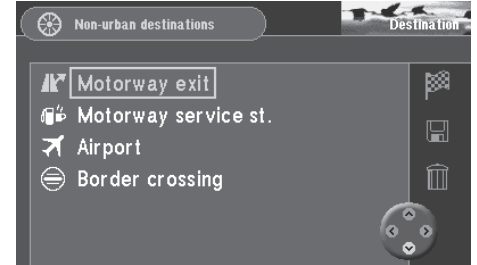 Non-urban destinations
Destination
Motorway exit
Motorway service st.
Airport
Border crossing